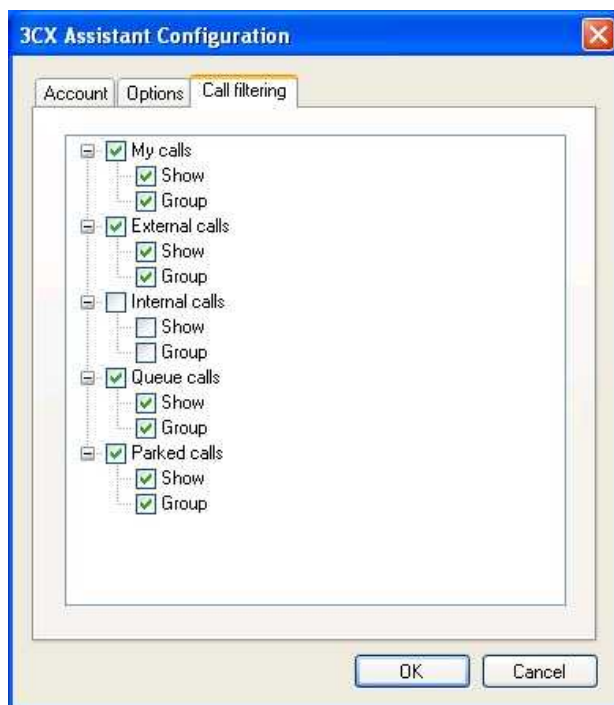 3CX Assistant Configuration
Account Options Call filtering
My calls
Show
Group
External calls
Show
Group
Internal calls
Show
Group
Queue calls
Show
Group
Parked calls
Show
Group
OK Cancel